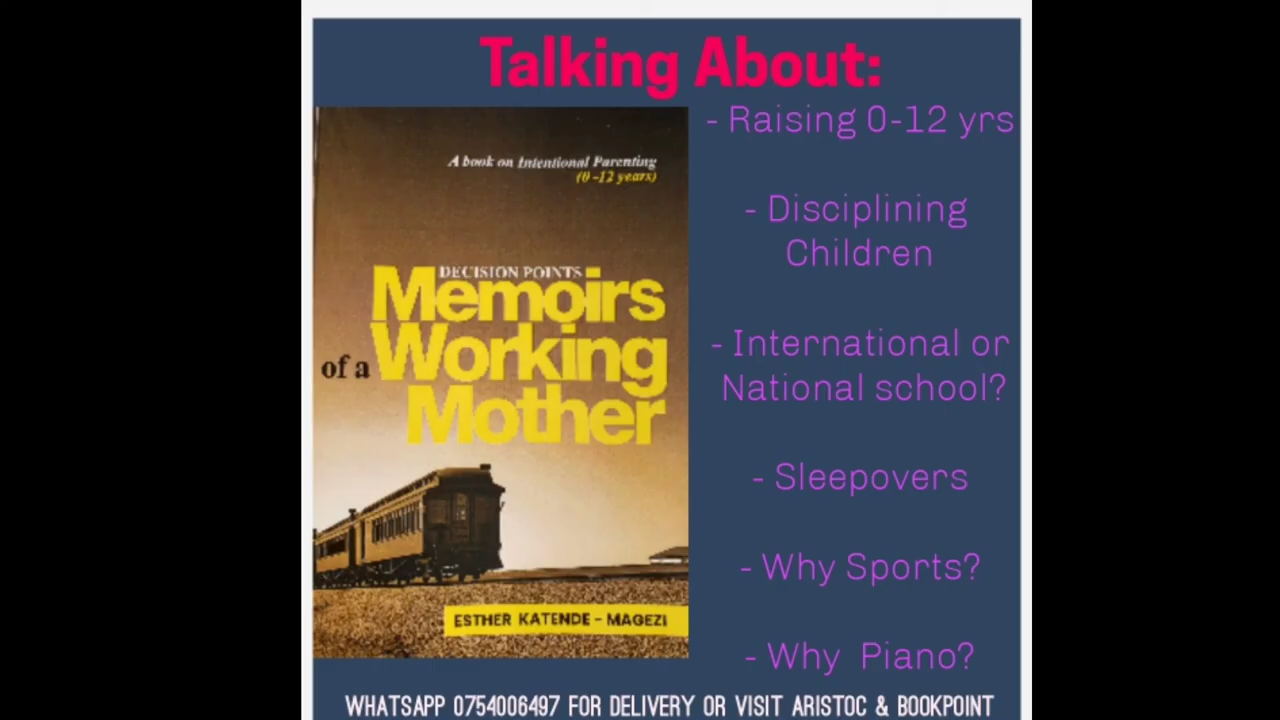 Talking About:
A book on Intentional Parenting
(0 -12 years)
DECISION POINTS
Memoirs
of a Working
Mother
ESTHER KATENDE - MAGEZI
- Raising 0-12 yrs
- Disciplining
Children
- International or
National school?
- Sleepovers
- Why Sports?
- Why Piano?
WHATSAPP 0754006497 FOR DELIVERY OR VISIT ARISTOC & BOOKPOINT